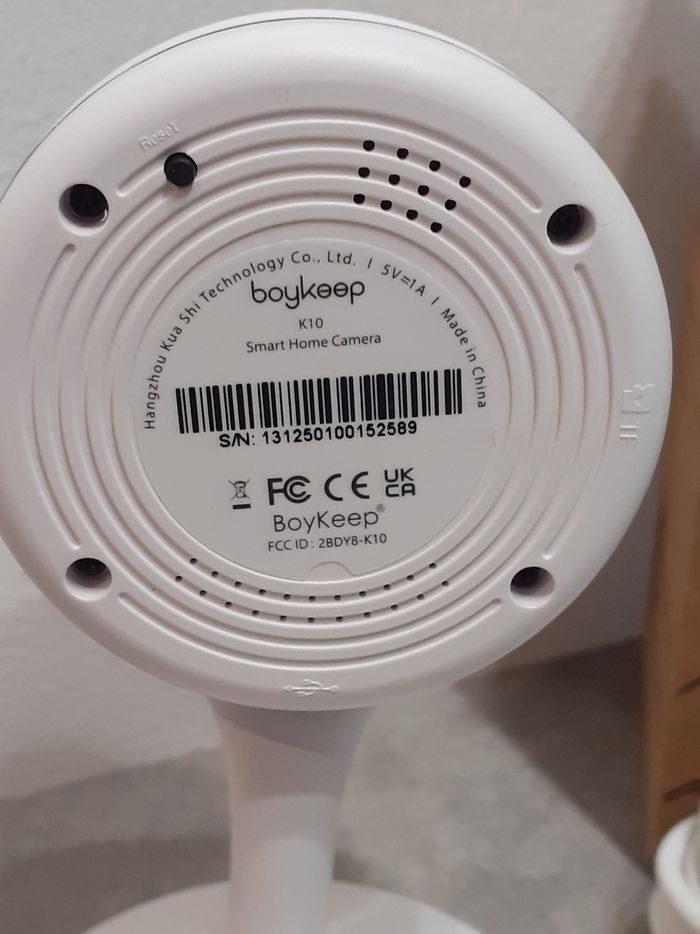 Reset
Hangzhou Kua Shi Technology Co., Ltd. | 5V⎓1A | Made in China
boykeep
K10
Smart Home Camera
S/N: 131250100152589
FC CE UK
CA
BoyKeep®
FCC ID : 2BDY8-K10
TF